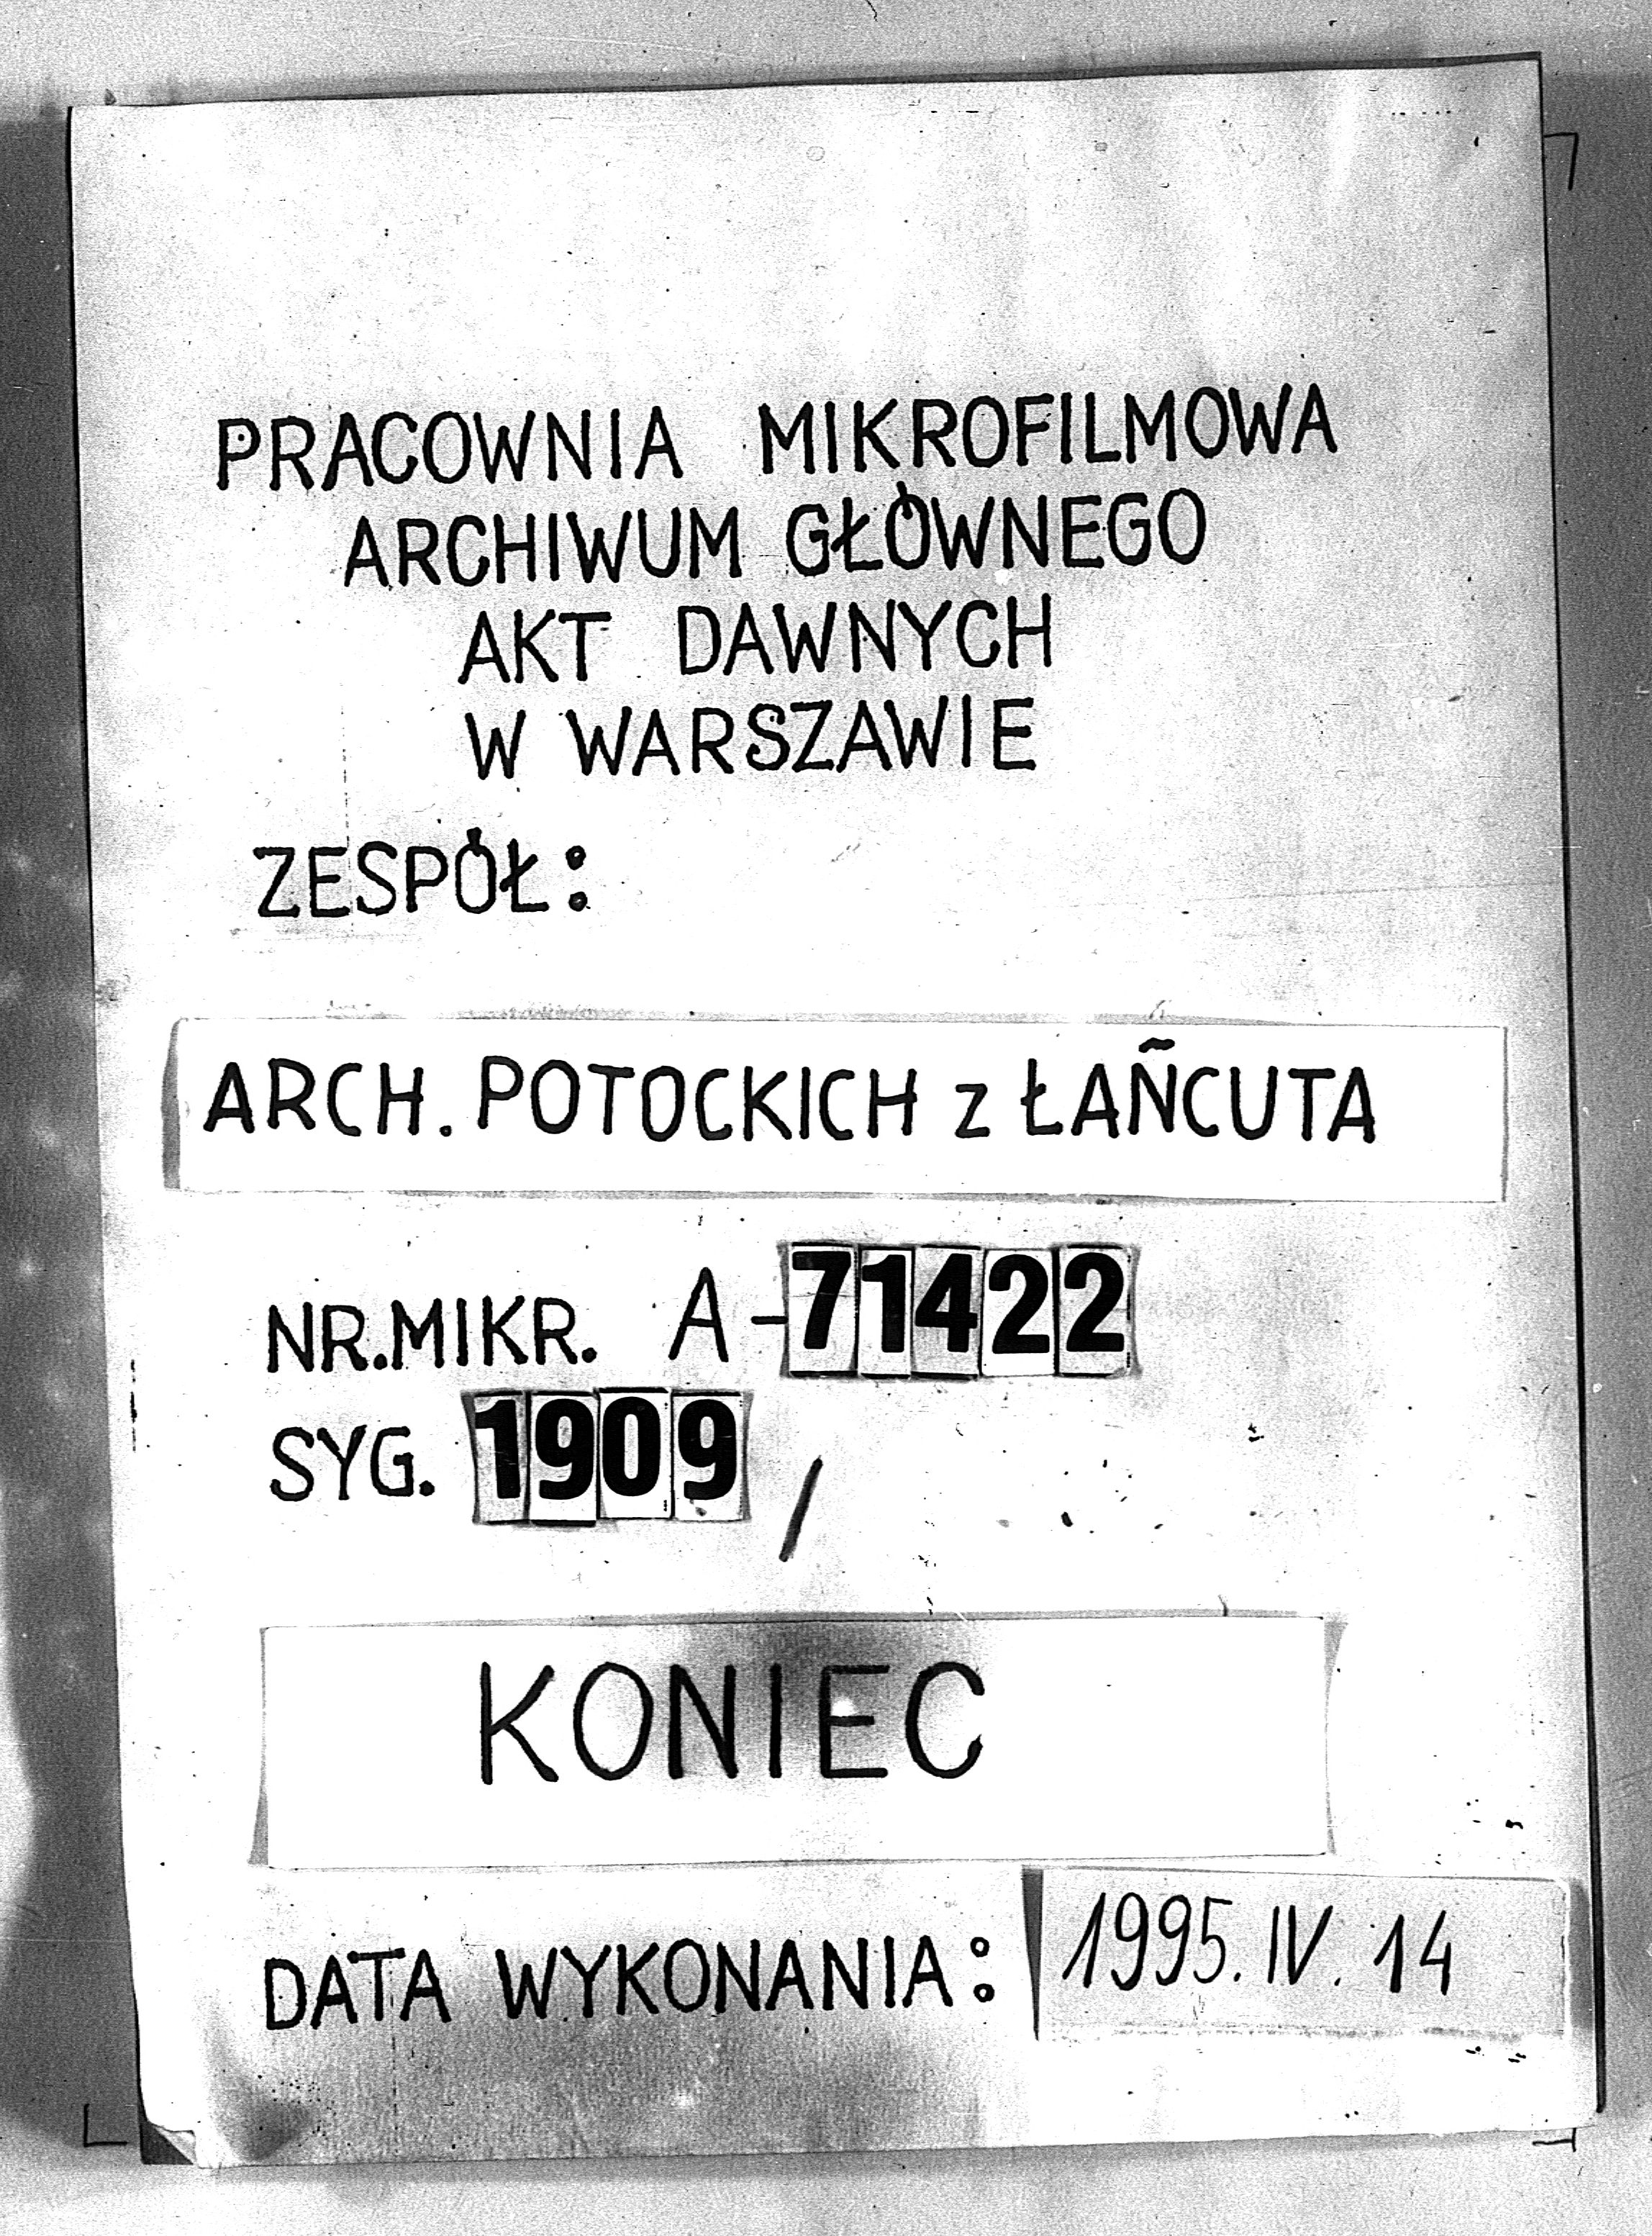 PRACOWNIA MIKROFILMOWA
ARCHIWUM GŁÓWNEGO
AKT DAWNYCH
W WARSZAWIE
ZESPÓŁ:
ARCH. POTOCKICH z ŁAÑCUTA
NR.MIKR. A-71422
SYG. 1909 /
KONIEC
DATA WYKONANIA: 1995. IV. 14